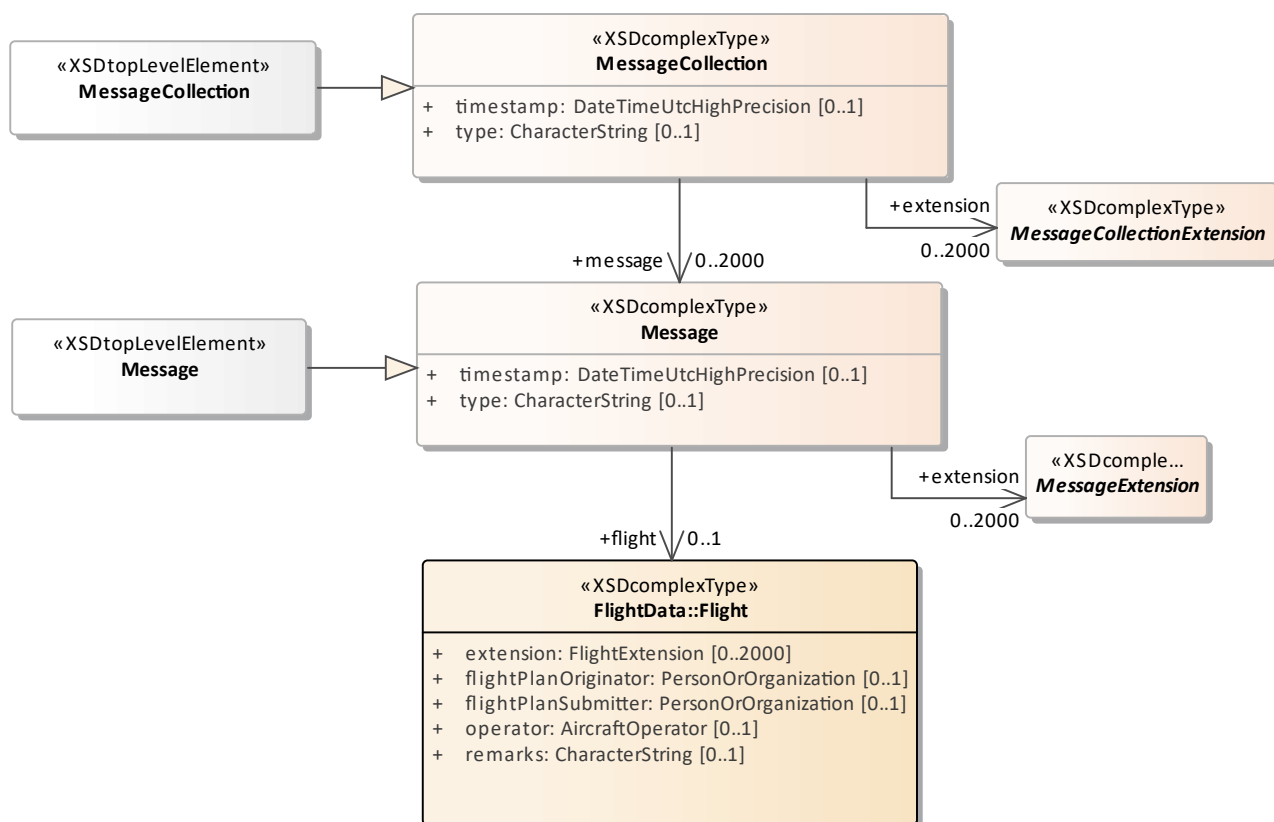 «XSDtopLevelElement»
MessageCollection
«XSDcomplexType»
MessageCollection
+ timestamp: DateTimeUtcHighPrecision [0..1]
+ type: CharacterString [0..1]
+extension
0..2000
«XSDcomplexType»
MessageCollectionExtension
+message 0..2000
«XSDtopLevelElement»
Message
«XSDcomplexType»
Message
+ timestamp: DateTimeUtcHighPrecision [0..1]
+ type: CharacterString [0..1]
+extension
0..2000
«XSDcomple...
MessageExtension
+flight 0..1
«XSDcomplexType»
FlightData::Flight
+ extension: FlightExtension [0..2000]
+ flightPlanOriginator: PersonOrOrganization [0..1]
+ flightPlanSubmitter: PersonOrOrganization [0..1]
+ operator: AircraftOperator [0..1]
+ remarks: CharacterString [0..1]